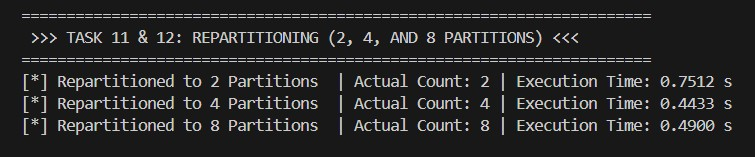 ======================================================================
>>> TASK 11 & 12: REPARTITIONING (2, 4, AND 8 PARTITIONS) <<<
======================================================================
[*] Repartitioned to 2 Partitions  | Actual Count: 2 | Execution Time: 0.7512 s
[*] Repartitioned to 4 Partitions  | Actual Count: 4 | Execution Time: 0.4433 s
[*] Repartitioned to 8 Partitions  | Actual Count: 8 | Execution Time: 0.4900 s